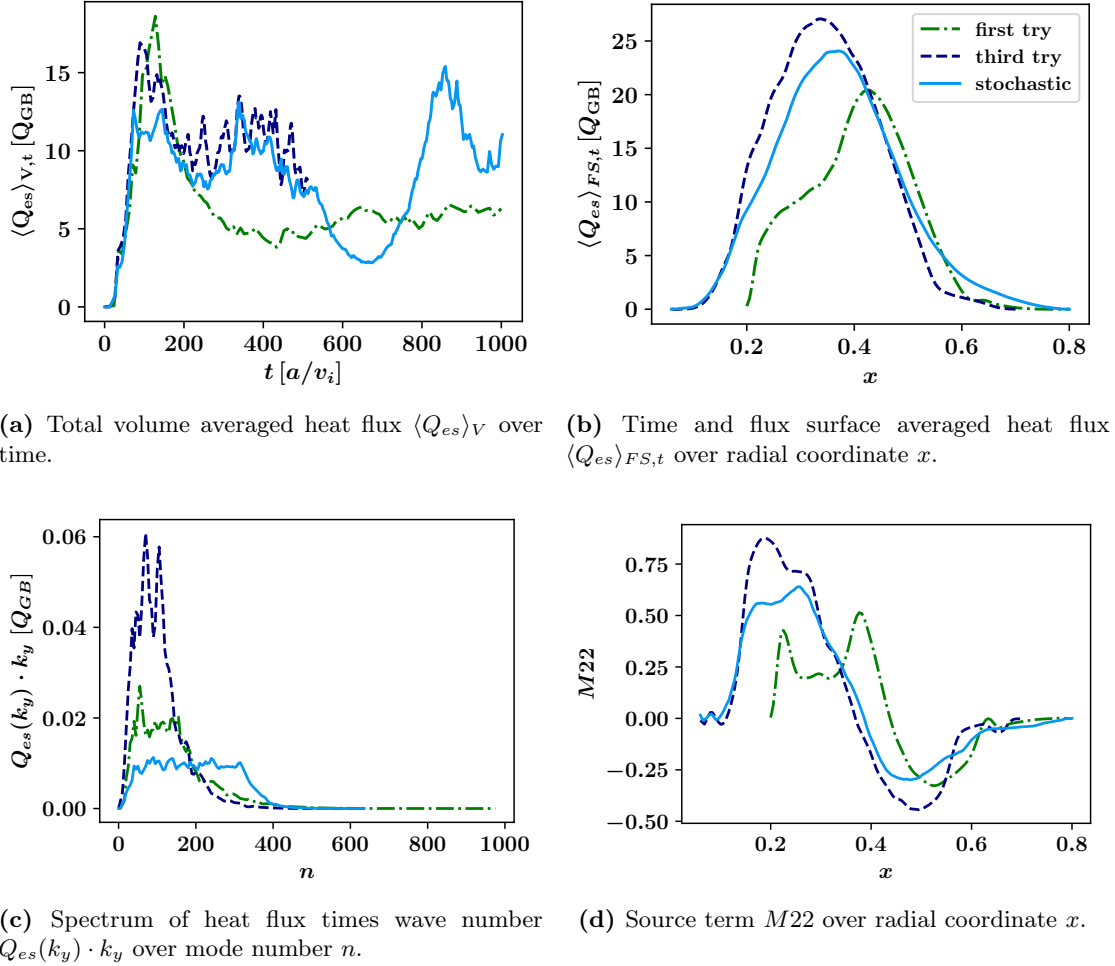 15
10
5
0
⟨Q_es⟩_V,t [Q_GB]
0 200 400 600 800 1000
t [a/v_i]
25
20
15
10
5
0
⟨Q_es⟩_FS,t [Q_GB]
first try
third try
stochastic
0.2 0.4 0.6 0.8
x
(a) Total volume averaged heat flux ⟨Q_es⟩_V over
time.
(b) Time and flux surface averaged heat flux
⟨Q_es⟩_FS,t over radial coordinate x.
0.06
0.04
0.02
0.00
Q_es(k_y) · k_y [Q_GB]
0 200 400 600 800 1000
n
0.75
0.50
0.25
0.00
−0.25
−0.50
M22
0.2 0.4 0.6 0.8
x
(c) Spectrum of heat flux times wave number
Q_es(k_y) · k_y over mode number n.
(d) Source term M22 over radial coordinate x.